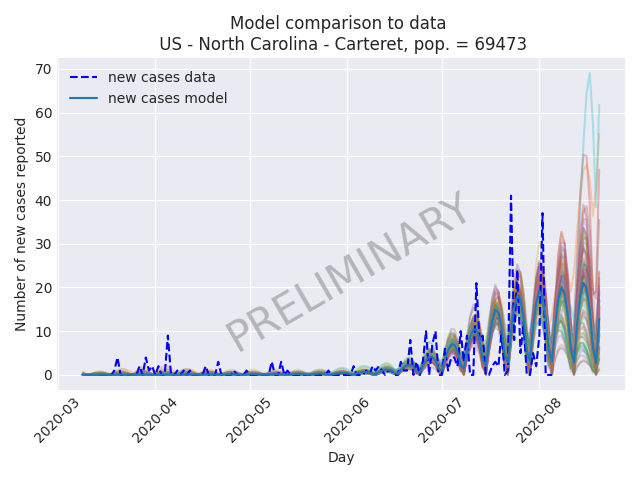 Model comparison to data
US - North Carolina - Carteret, pop. = 69473
70
60
50
40
30
20
10
0
Number of new cases reported
new cases data
new cases model
PRELIMINARY
2020-03
2020-04
2020-05
2020-06
2020-07
2020-08
Day